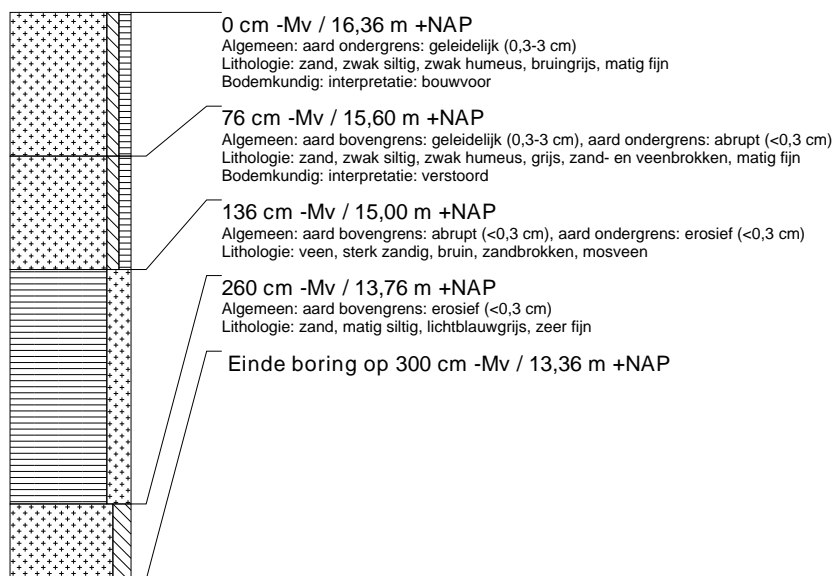 0 cm -Mv / 16,36 m +NAP
Algemeen: aard ondergrens: geleidelijk (0,3-3 cm)
Lithologie: zand, zwak siltig, zwak humeus, bruingrijs, matig fijn
Bodemkundig: interpretatie: bouwvoor
76 cm -Mv / 15,60 m +NAP
Algemeen: aard bovengrens: geleidelijk (0,3-3 cm), aard ondergrens: abrupt (<0,3 cm)
Lithologie: zand, zwak siltig, zwak humeus, grijs, zand- en veenbrokken, matig fijn
Bodemkundig: interpretatie: verstoord
136 cm -Mv / 15,00 m +NAP
Algemeen: aard bovengrens: abrupt (<0,3 cm), aard ondergrens: erosief (<0,3 cm)
Lithologie: veen, sterk zandig, bruin, zandbrokken, mosveen
260 cm -Mv / 13,76 m +NAP
Algemeen: aard bovengrens: erosief (<0,3 cm)
Lithologie: zand, matig siltig, lichtblauwgrijs, zeer fijn
Einde boring op 300 cm -Mv / 13,36 m +NAP